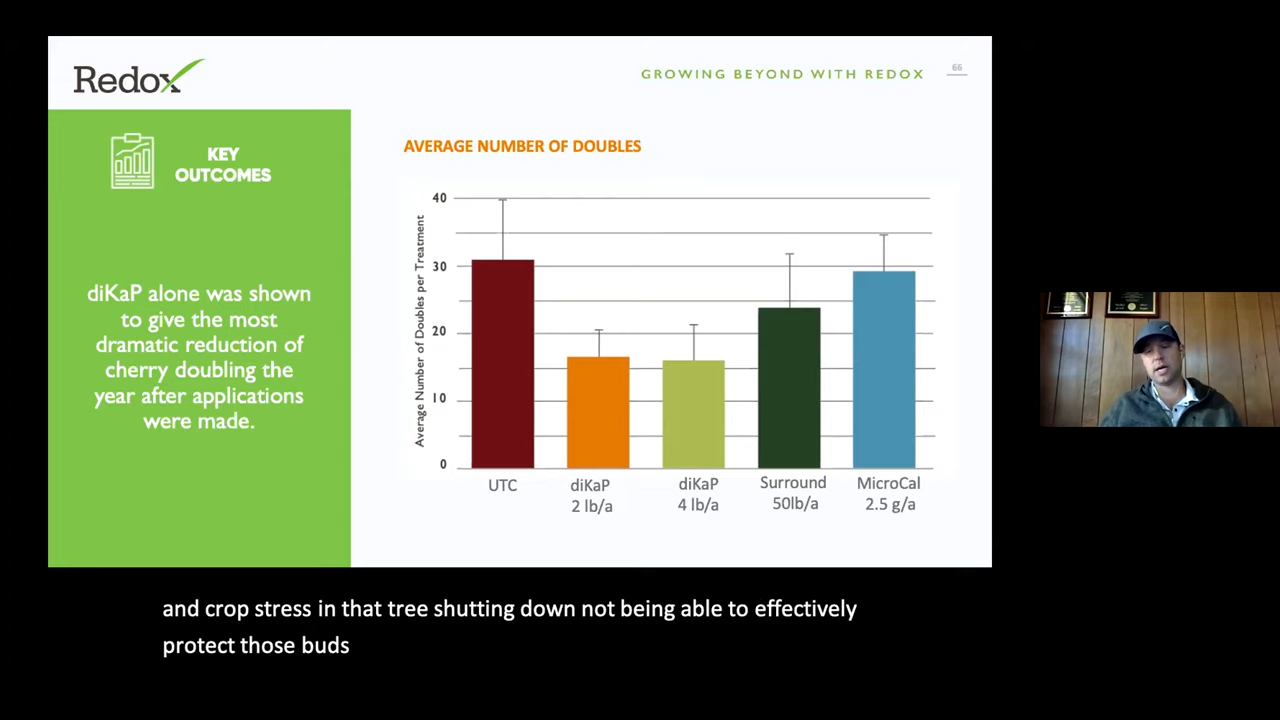 Redox
GROWING BEYOND WITH REDOX
66
KEY
OUTCOMES
diKaP alone was shown
to give the most
dramatic reduction of
cherry doubling the
year after applications
were made.
AVERAGE NUMBER OF DOUBLES
Average Number of Doubles per Treatment
40
30
20
10
0
UTC
diKaP
2 lb/a
diKaP
4 lb/a
Surround
50lb/a
MicroCal
2.5 g/a
and crop stress in that tree shutting down not being able to effectively
protect those buds